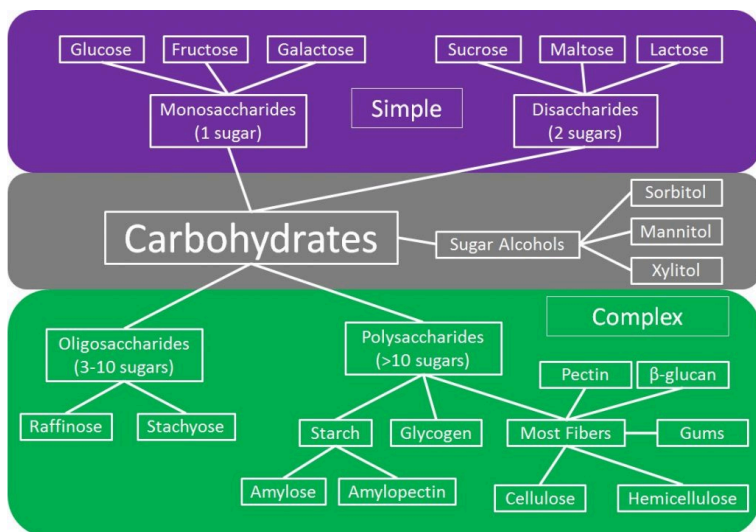 Glucose
Fructose
Galactose
Sucrose
Maltose
Lactose
Monosaccharides
(1 sugar)
Simple
Disaccharides
(2 sugars)
Carbohydrates
Sugar Alcohols
Sorbitol
Mannitol
Xylitol
Complex
Oligosaccharides
(3-10 sugars)
Polysaccharides
(>10 sugars)
Raffinose
Stachyose
Starch
Glycogen
Most Fibers
Pectin
β-glucan
Gums
Amylose
Amylopectin
Cellulose
Hemicellulose